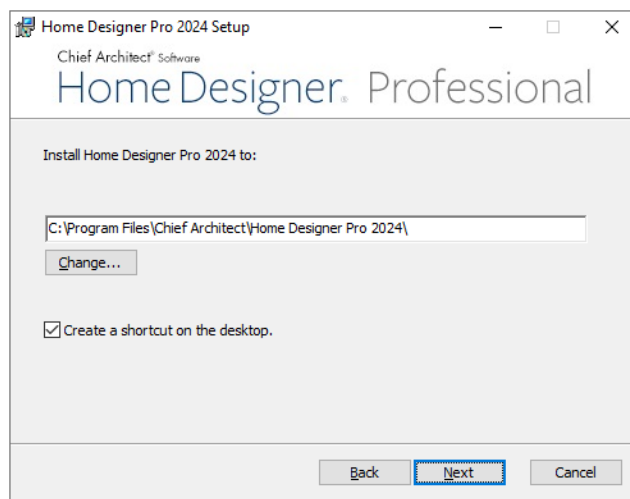 Home Designer Pro 2024 Setup
Chief Architect® Software
Home Designer® Professional
Install Home Designer Pro 2024 to:
C:\Program Files\Chief Architect\Home Designer Pro 2024\
Change...
Create a shortcut on the desktop.
Back Next Cancel